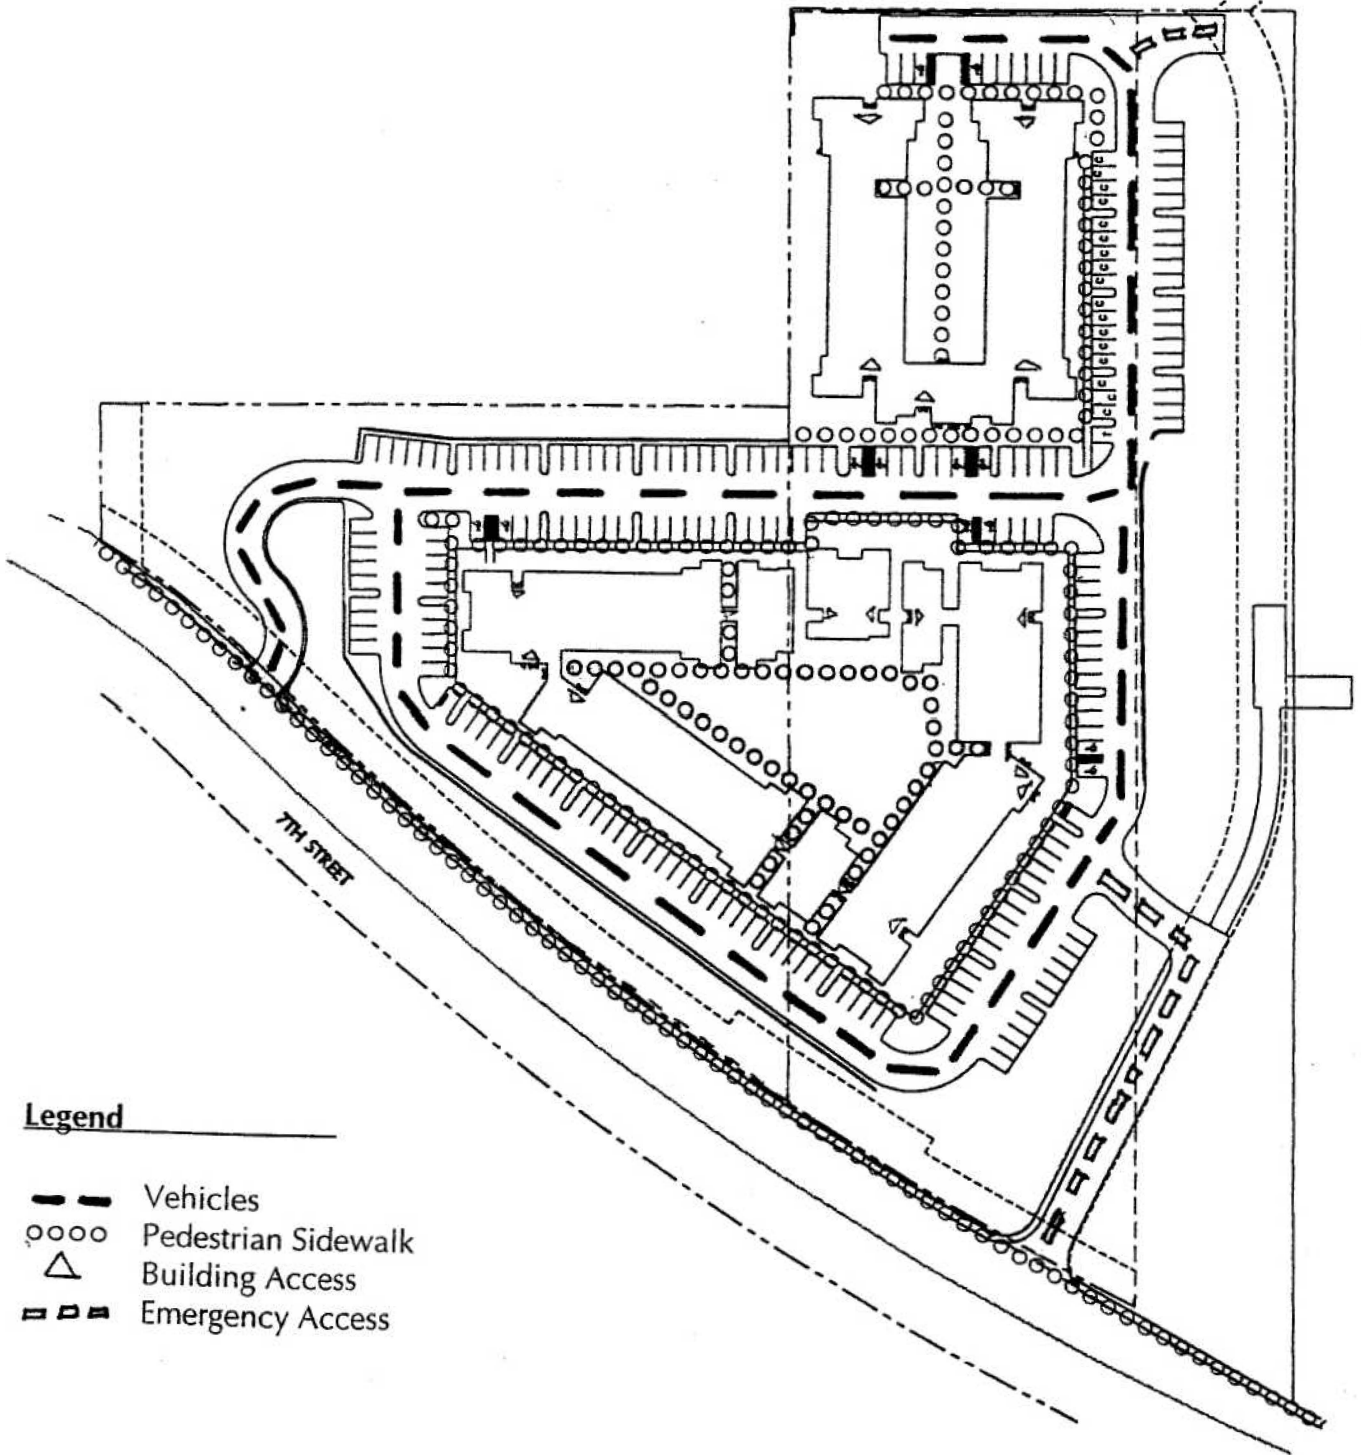 7TH STREET
Legend
Vehicles
Pedestrian Sidewalk
Building Access
Emergency Access